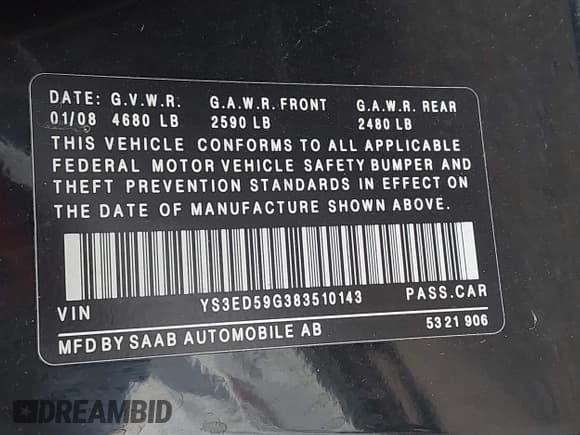 DATE: G.V.W.R. G.A.W.R. FRONT G.A.W.R. REAR
01/08 4680 LB 2590 LB 2480 LB
THIS VEHICLE CONFORMS TO ALL APPLICABLE
FEDERAL MOTOR VEHICLE SAFETY BUMPER AND
THEFT PREVENTION STANDARDS IN EFFECT ON
THE DATE OF MANUFACTURE SHOWN ABOVE.
VIN YS3ED59G383510143 PASS.CAR
MFD BY SAAB AUTOMOBILE AB 5321 906
DREAMBID